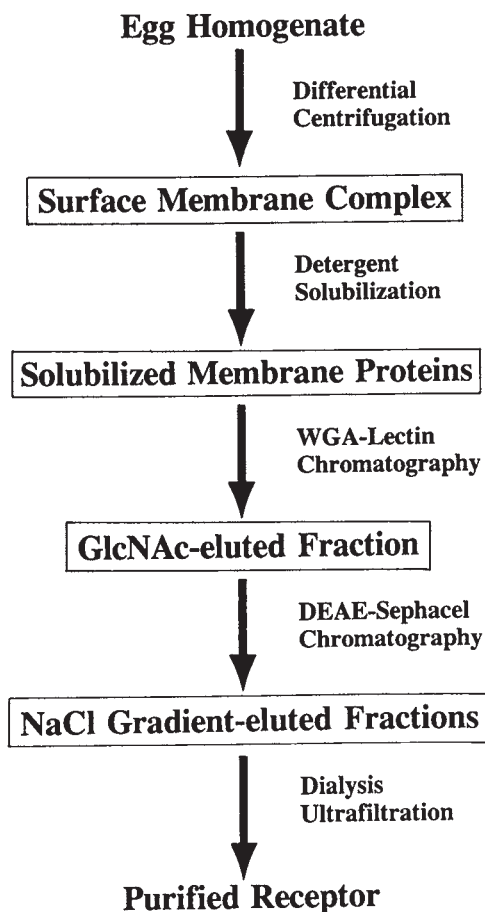 Egg Homogenate
Differential
Centrifugation
Surface Membrane Complex
Detergent
Solubilization
Solubilized Membrane Proteins
WGA-Lectin
Chromatography
GlcNAc-eluted Fraction
DEAE-Sephacel
Chromatography
NaCl Gradient-eluted Fractions
Dialysis
Ultrafiltration
Purified Receptor